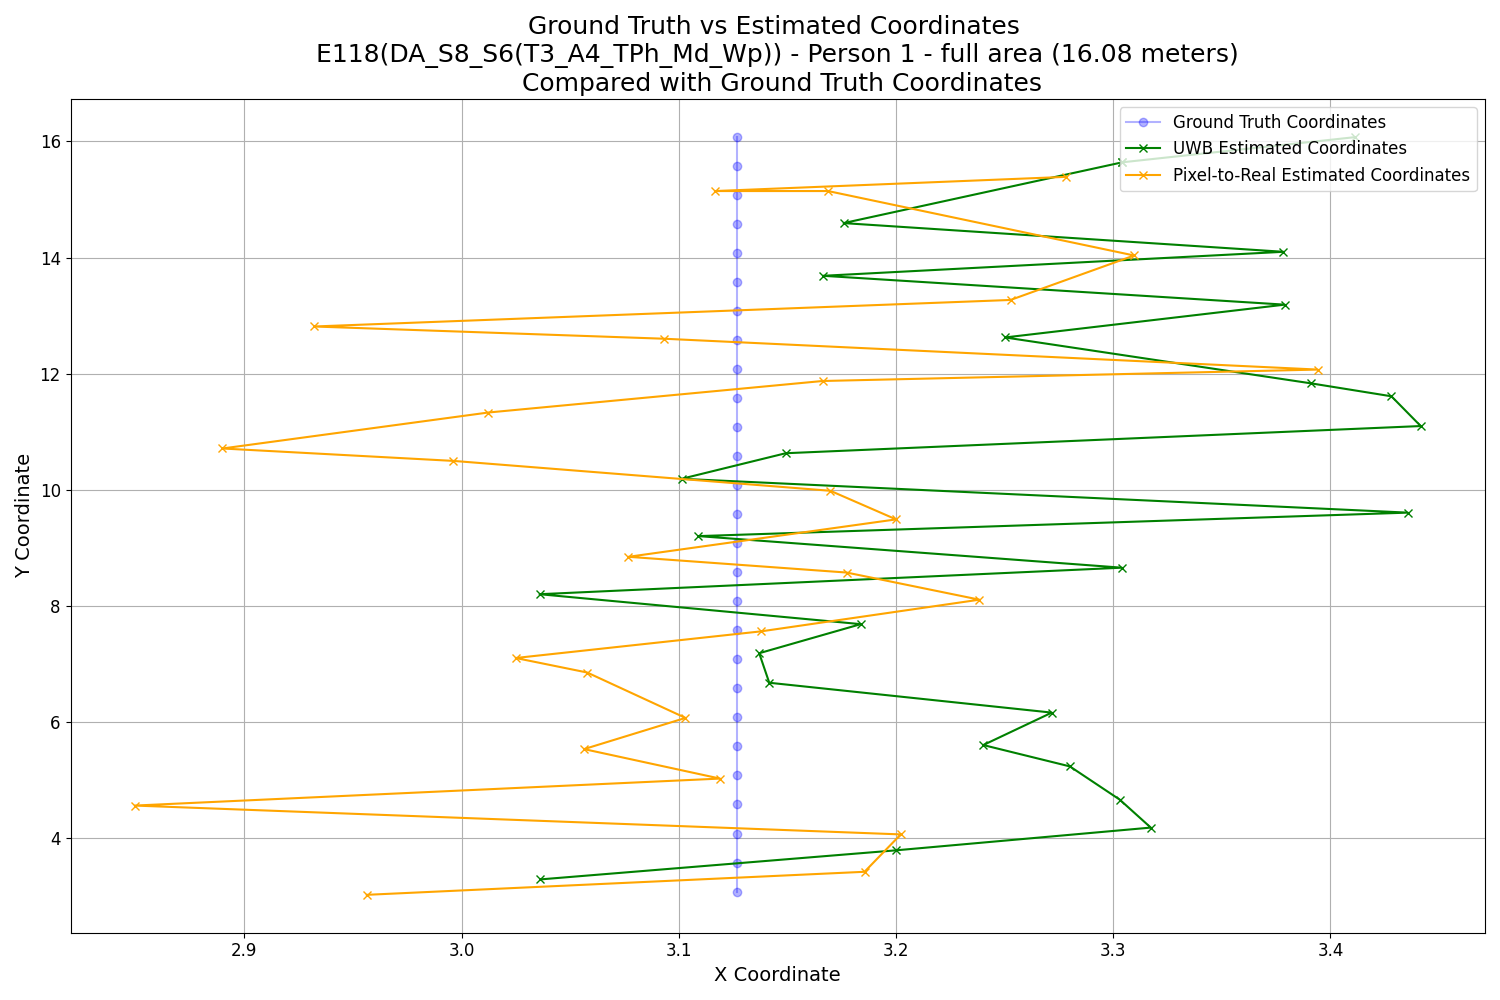 Ground Truth vs Estimated Coordinates
E118(DA_S8_S6(T3_A4_TPh_Md_Wp)) - Person 1 - full area (16.08 meters)
Compared with Ground Truth Coordinates
Ground Truth Coordinates
UWB Estimated Coordinates
Pixel-to-Real Estimated Coordinates
Y Coordinate
16
14
12
10
8
6
4
2.9 3.0 3.1 3.2 3.3 3.4
X Coordinate